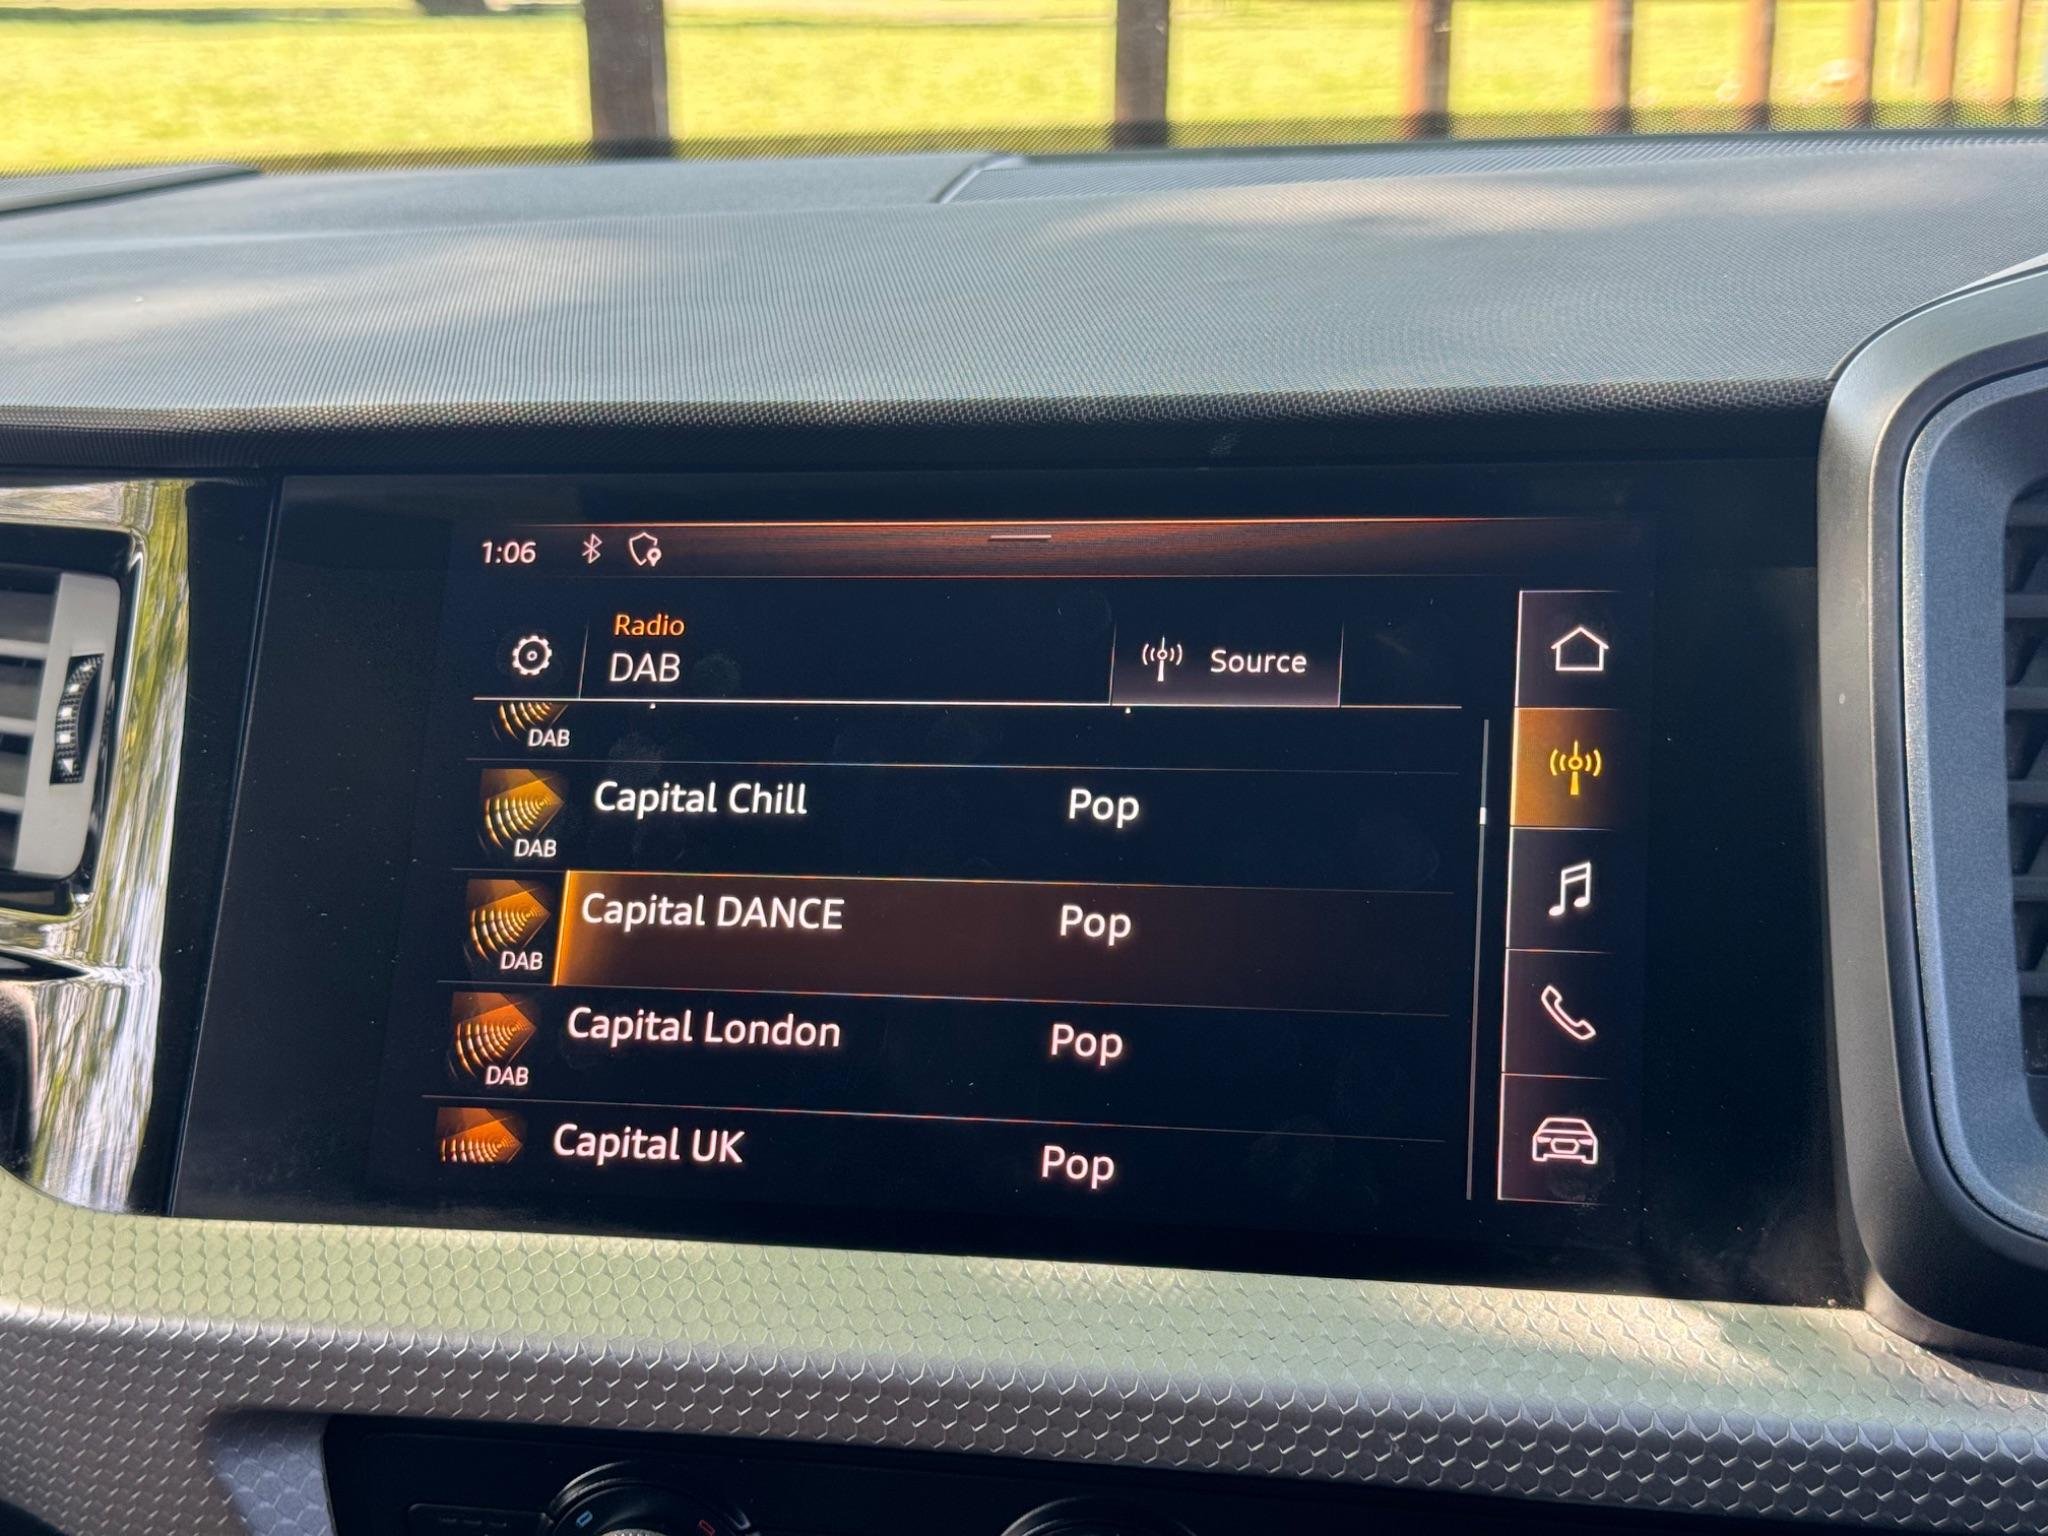 1:06
Radio
DAB
Source
DAB
Capital Chill Pop
DAB
Capital DANCE Pop
DAB
Capital London Pop
DAB
Capital UK Pop